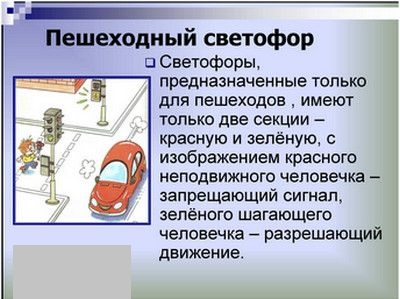 Пешеходный светофор
Светофоры,
предназначенные только
для пешеходов , имеют
только две секции –
красную и зелёную, с
изображением красного
неподвижного человечка –
запрещающий сигнал,
зелёного шагающего
человечка – разрешающий
движение.